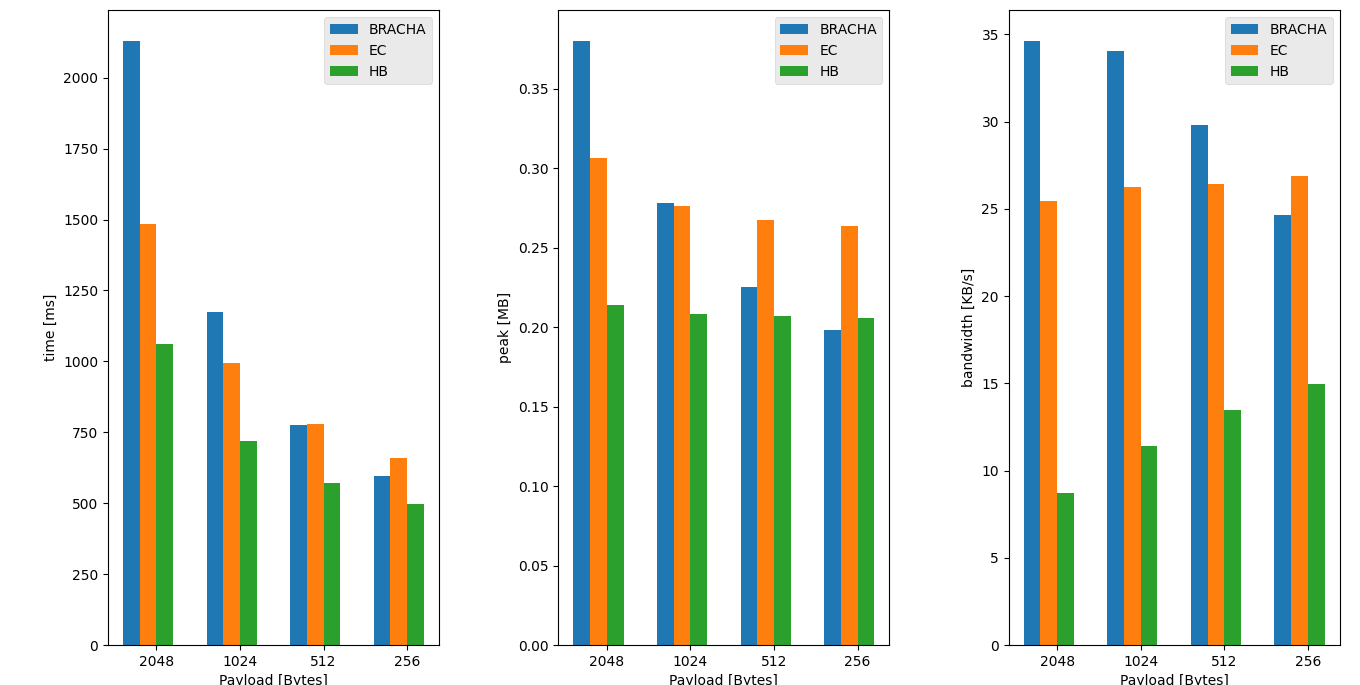 time [ms]
2000
1750
1500
1250
1000
750
500
250
0
BRACHA
EC
HB
2048 1024 512 256
Payload [Bytes]
peak [MB]
0.35
0.30
0.25
0.20
0.15
0.10
0.05
0.00
BRACHA
EC
HB
2048 1024 512 256
Payload [Bytes]
bandwidth [KB/s]
35
30
25
20
15
10
5
0
BRACHA
EC
HB
2048 1024 512 256
Payload [Bytes]